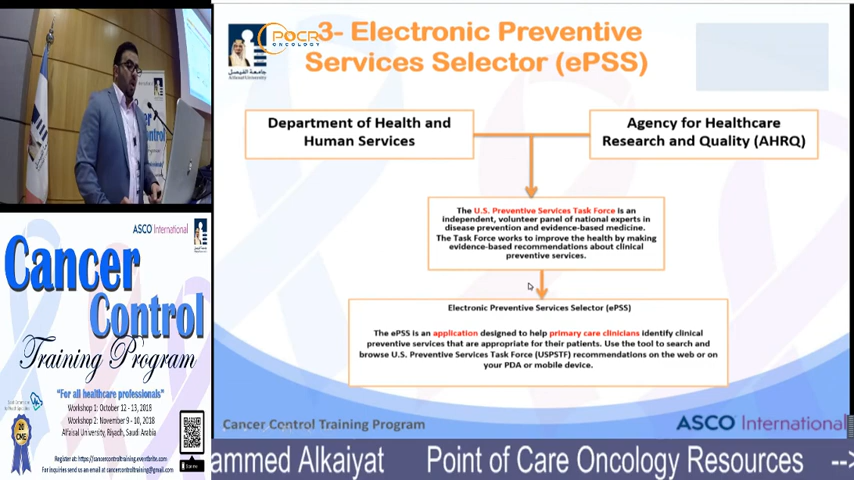 POCR
ONCOLOGY
3- Electronic Preventive
Services Selector (ePSS)
جامعة الفيصل
Alfaisal University
Department of Health and
Human Services
Agency for Healthcare
Research and Quality (AHRQ)
The U.S. Preventive Services Task Force is an
independent, volunteer panel of national experts in
disease prevention and evidence-based medicine.
The Task Force works to improve the health by making
evidence-based recommendations about clinical
preventive services.
Electronic Preventive Services Selector (ePSS)
The ePSS is an application designed to help primary care clinicians identify clinical
preventive services that are appropriate for their patients. Use the tool to search and
browse U.S. Preventive Services Task Force (USPSTF) recommendations on the web or on
your PDA or mobile device.
Cancer Control Training Program
ASCO International
Cancer
Control
ASCO International
Cancer
Control
Training Program
"For all healthcare professionals"
Workshop 1: October 12 - 13, 2018
Workshop 2: November 9 - 10, 2018
Alfaisal University, Riyadh, Saudi Arabia
20
CME
Register at: https://cancercontroltraining.eventbrite.com
For inquiries send us an email at cancercontroltraining@gmail.com
ammed Alkaiyat Point of Care Oncology Resources -->